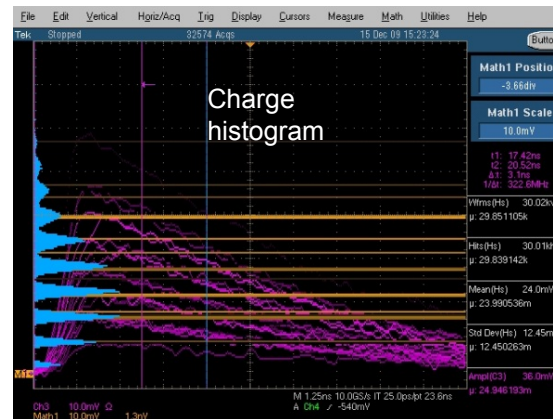 File Edit Vertical Horiz/Acq Trig Display Cursors Measure Math Utilities Help
Tek Stopped 32574 Acqs 15 Dec 09 15:23:24
Butto
Charge
histogram
Math1 Positio
-3.66div
Math1 Scale
10.0mV
t1: 17.42ns
t2: 20.52ns
Δt: 3.1ns
1/Δt: 322.6MHz
Wfms(Hs) 30.02k
μ: 29.851105k
Hits(Hs) 30.01k
μ: 29.839142k
Mean(Hs) 24.0m
μ: 23.990536m
Std Dev(Hs) 12.45m
μ: 12.450263m
Ampl(C3) 36.0m
μ: 24.946193m
M1
Ch3 10.0mV Ω
Math1 10.0mV 1.3nV
M 1.25ns 10.0GS/s IT 25.0ps/pt 23.6ns
A Ch4 -540mV